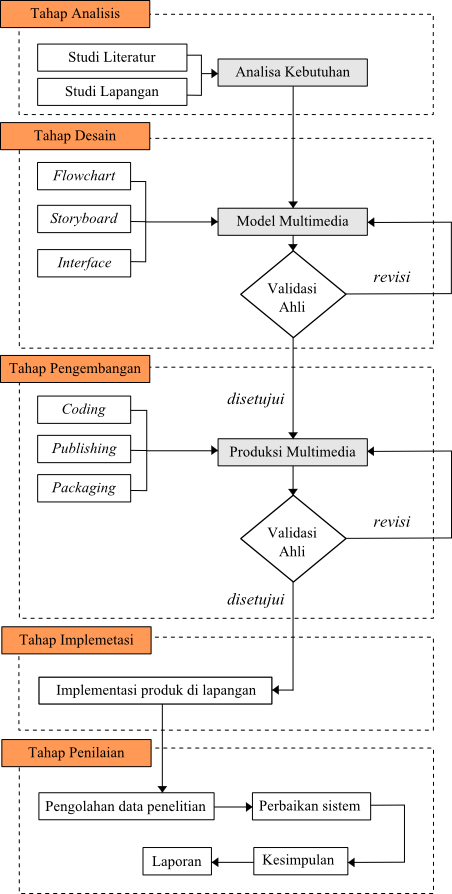 Tahap Analisis
Studi Literatur
Studi Lapangan
Analisa Kebutuhan
Tahap Desain
Flowchart
Storyboard
Interface
Model Multimedia
Validasi
Ahli
revisi
disetujui
Tahap Pengembangan
Coding
Publishing
Packaging
Produksi Multimedia
Validasi
Ahli
revisi
disetujui
Tahap Implemetasi
Implementasi produk di lapangan
Tahap Penilaian
Pengolahan data penelitian
Perbaikan sistem
Kesimpulan
Laporan